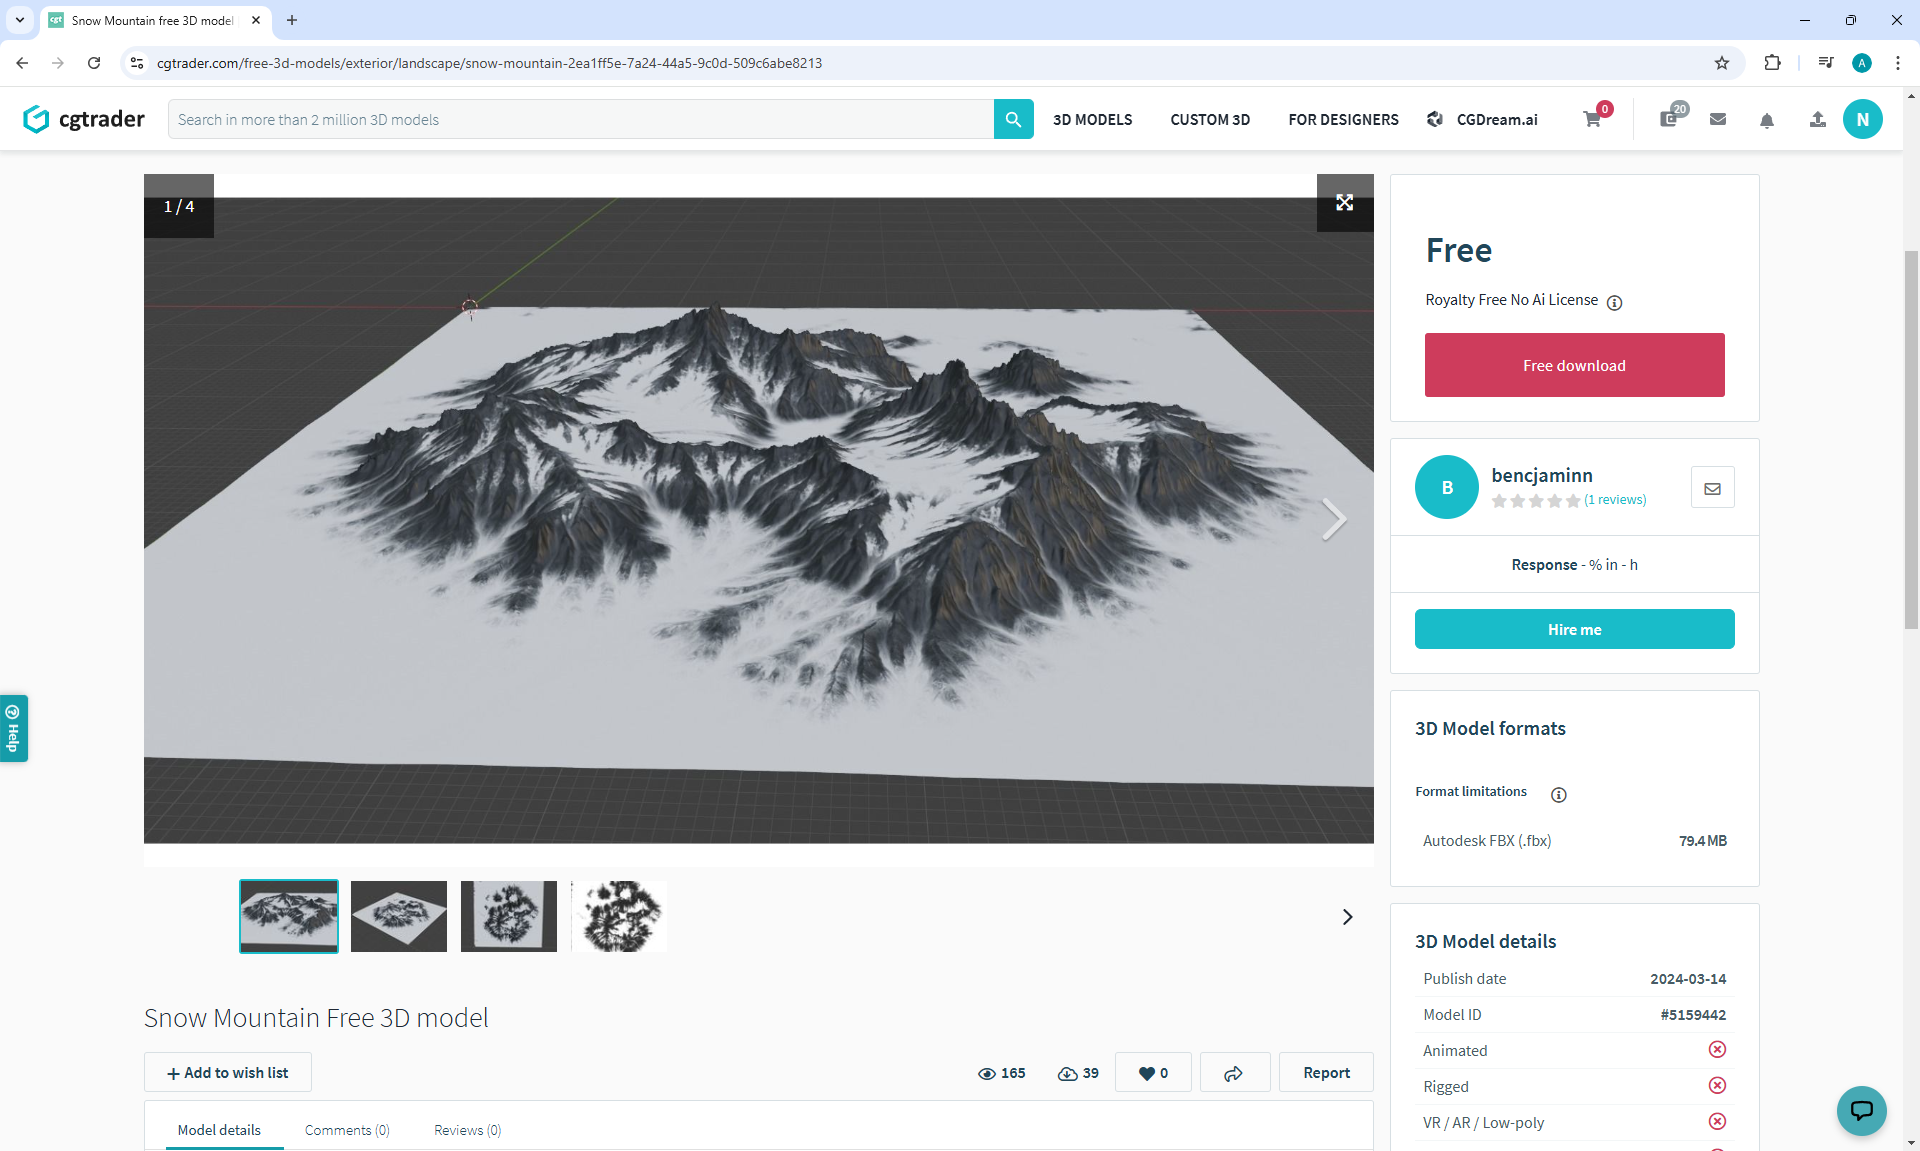 Snow Mountain free 3D model
cgtrader.com/free-3d-models/exterior/landscape/snow-mountain-2ea1ff5e-7a24-44a5-9c0d-509c6abe8213
A
cgtrader
Search in more than 2 million 3D models
3D MODELS
CUSTOM 3D
FOR DESIGNERS
CGDream.ai
0
20
N
1 / 4
Free
Royalty Free No Ai License
Free download
B
bencjaminn
(1 reviews)
Response - % in - h
Hire me
Help
3D Model formats
Format limitations
Autodesk FBX (.fbx) 79.4 MB
3D Model details
Publish date 2024-03-14
Model ID #5159442
Animated
Rigged
VR / AR / Low-poly
Snow Mountain Free 3D model
+ Add to wish list
165
39
0
Report
Model details
Comments (0)
Reviews (0)